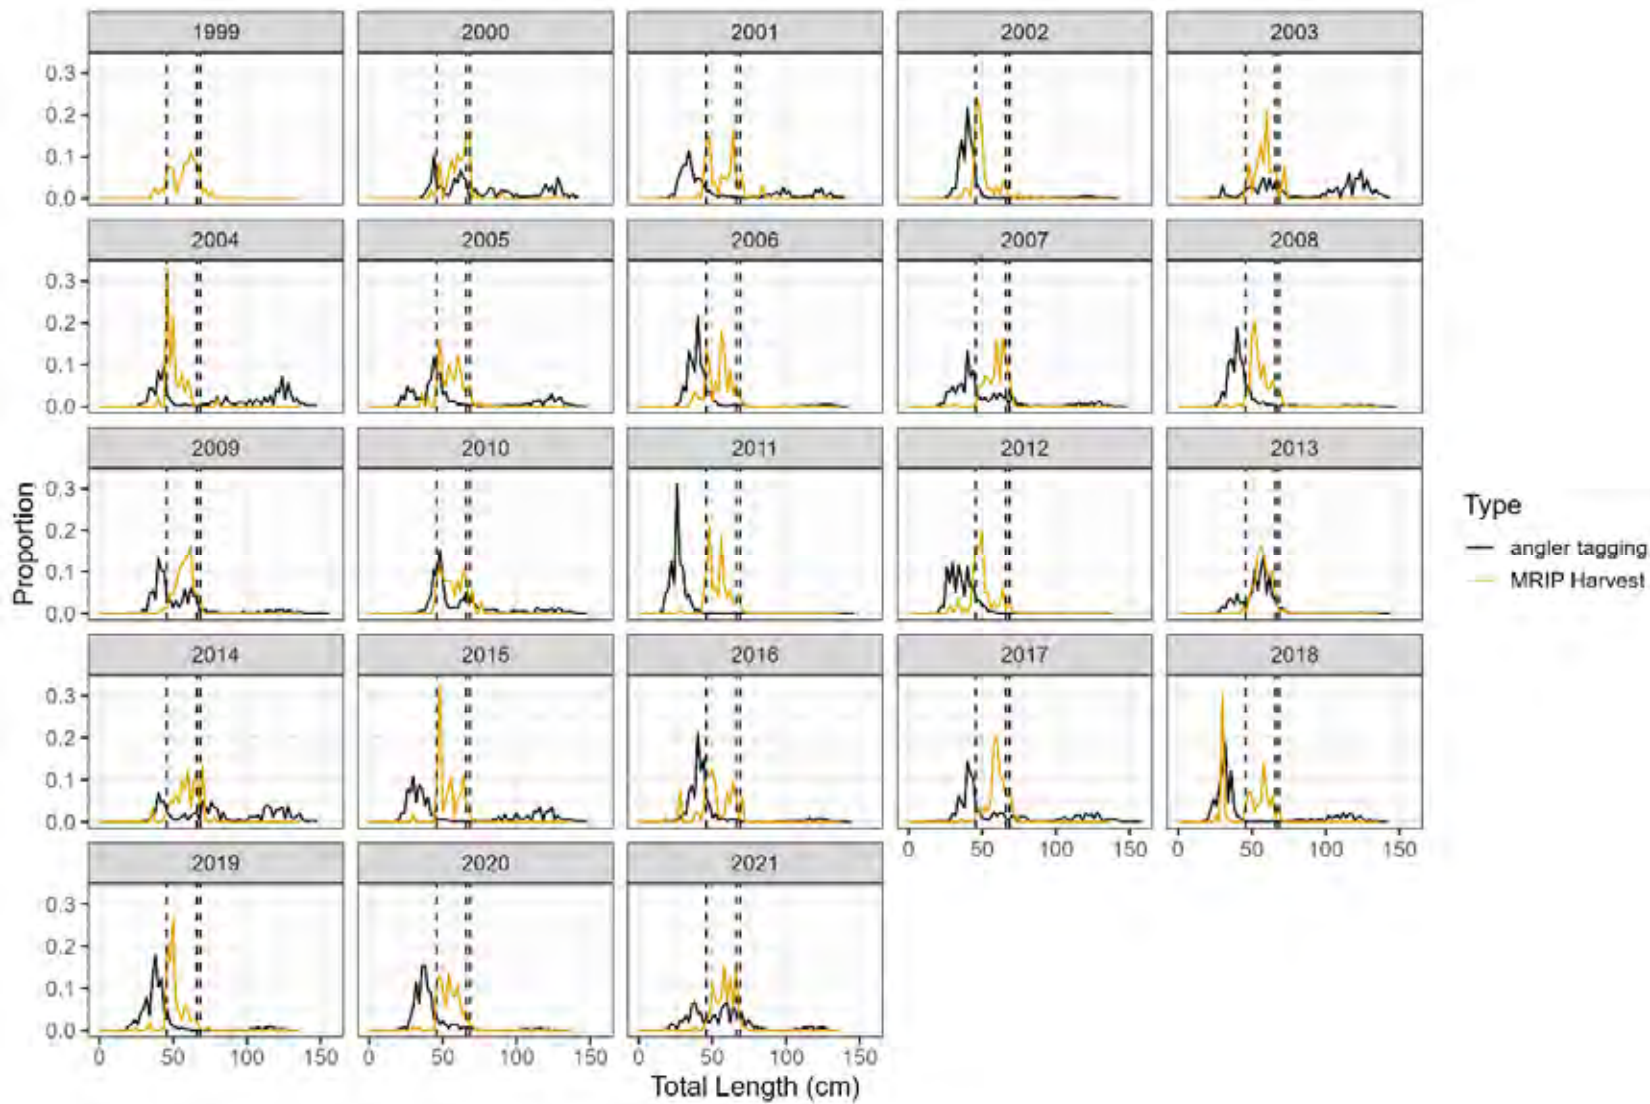 1999 2000 2001 2002 2003
0.3
0.2
0.1
0.0
2004 2005 2006 2007 2008
0.3
0.2
0.1
0.0
2009 2010 2011 2012 2013
0.3
0.2
0.1
0.0
Proportion
Type
angler tagging
MRIP Harvest
2014 2015 2016 2017 2018
0.3
0.2
0.1
0.0
0 50 100 150 0 50 100 150
2019 2020 2021
0.3
0.2
0.1
0.0
0 50 100 150 0 50 100 150 0 50 100 150
Total Length (cm)